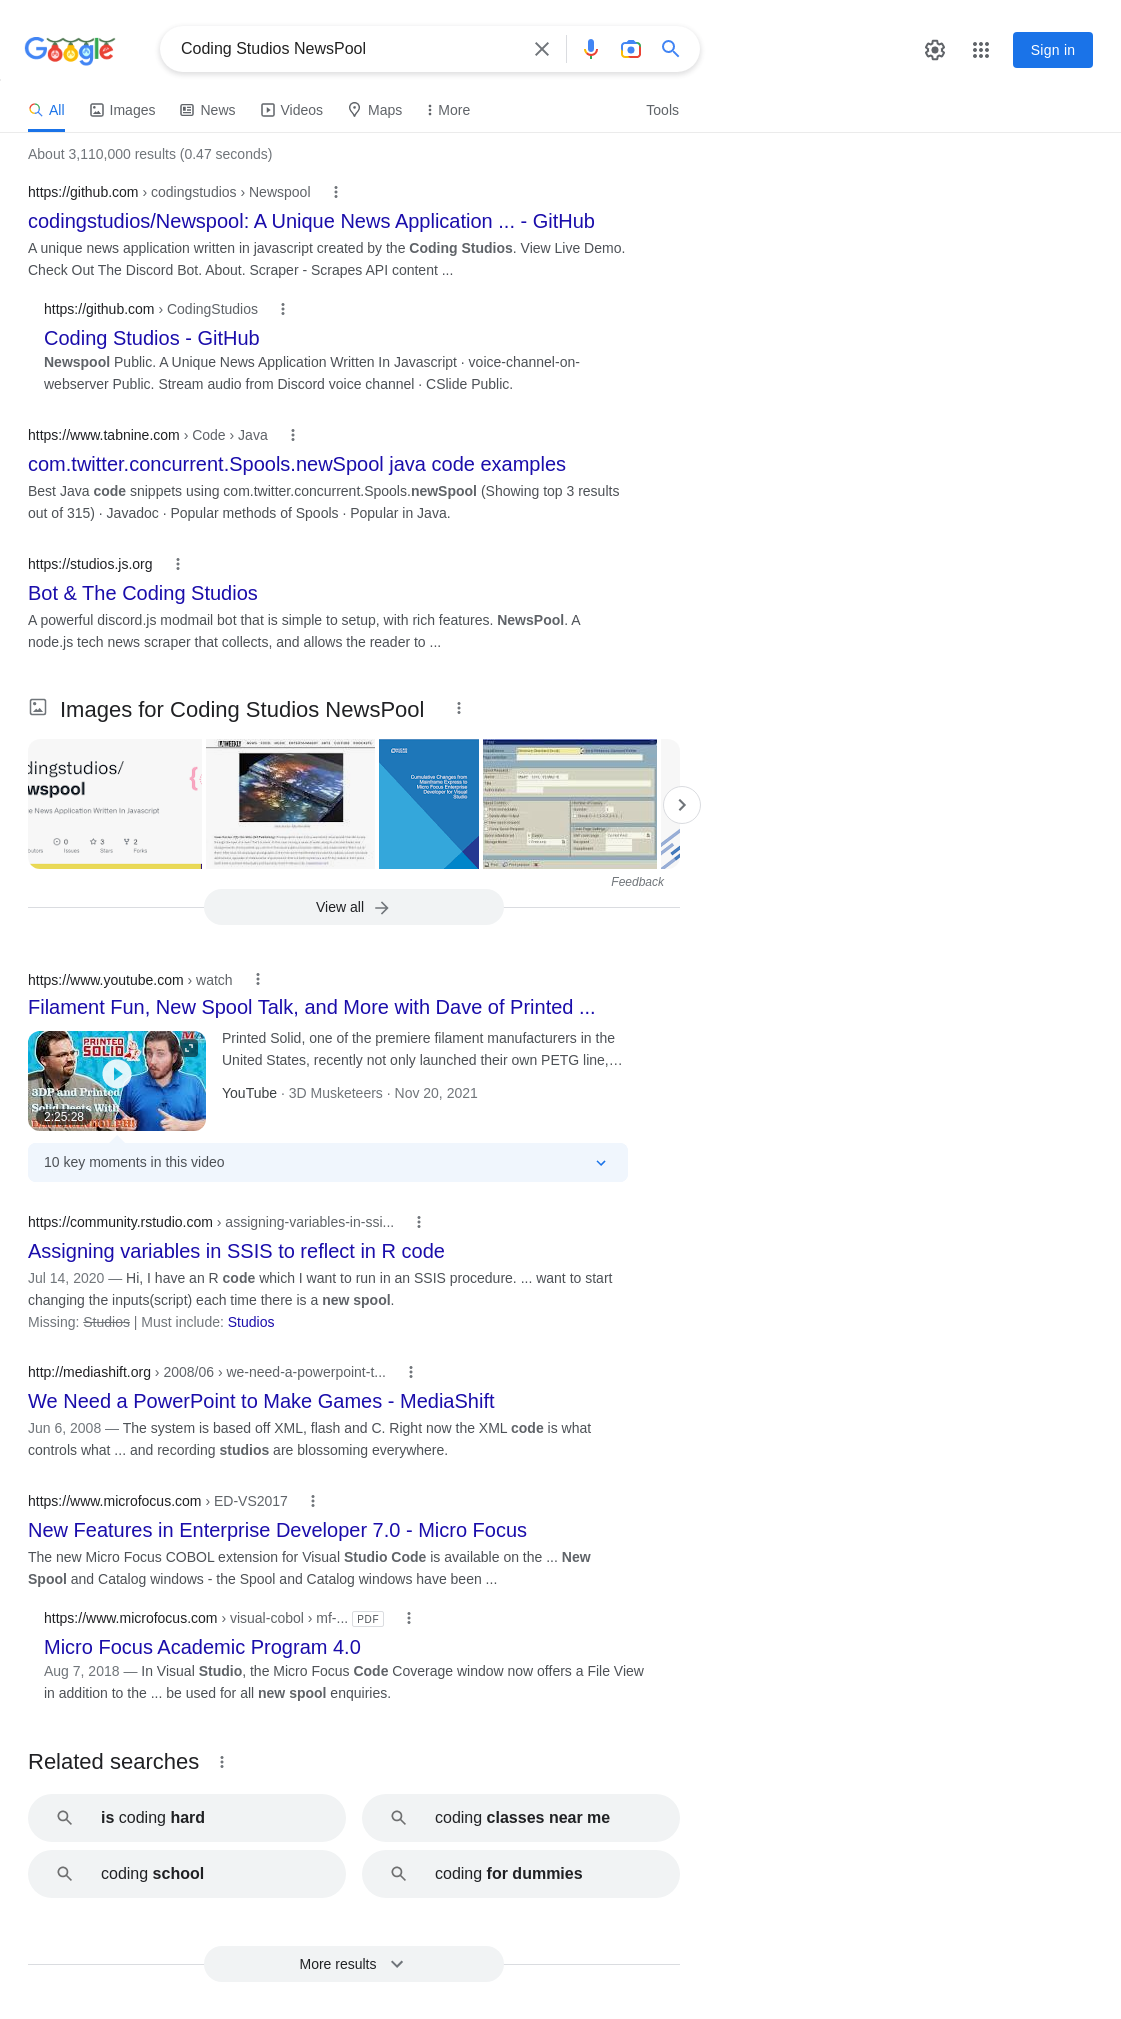 Google
Coding Studios NewsPool
Sign in
All
Images
News
Videos
Maps
More
Tools
About 3,110,000 results (0.47 seconds)
https://github.com › codingstudios › Newspool
codingstudios/Newspool: A Unique News Application ... - GitHub
A unique news application written in javascript created by the Coding Studios. View Live Demo.
Check Out The Discord Bot. About. Scraper - Scrapes API content ...
https://github.com › CodingStudios
Coding Studios - GitHub
Newspool Public. A Unique News Application Written In Javascript · voice-channel-on-
webserver Public. Stream audio from Discord voice channel · CSlide Public.
https://www.tabnine.com › Code › Java
com.twitter.concurrent.Spools.newSpool java code examples
Best Java code snippets using com.twitter.concurrent.Spools.newSpool (Showing top 3 results
out of 315) · Javadoc · Popular methods of Spools · Popular in Java.
https://studios.js.org
Bot & The Coding Studios
A powerful discord.js modmail bot that is simple to setup, with rich features. NewsPool. A
node.js tech news scraper that collects, and allows the reader to ...
Images for Coding Studios NewsPool
dingstudios/
wspool
e News Application Written In Javascript
0
3
2
Issues
Stars
Forks
Cumulative Changes from
Mainframe Express to
Micro Focus Enterprise
Developer for Visual
Studio
Feedback
View all
https://www.youtube.com › watch
Filament Fun, New Spool Talk, and More with Dave of Printed ...
PRINTED
SOLID
3DP and Printed
Solid Deets With
2:25:28
Printed Solid, one of the premiere filament manufacturers in the
United States, recently not only launched their own PETG line,…
YouTube · 3D Musketeers · Nov 20, 2021
10 key moments in this video
https://community.rstudio.com › assigning-variables-in-ssi...
Assigning variables in SSIS to reflect in R code
Jul 14, 2020 — Hi, I have an R code which I want to run in an SSIS procedure. ... want to start
changing the inputs(script) each time there is a new spool.
Missing: Studios | Must include: Studios
http://mediashift.org › 2008/06 › we-need-a-powerpoint-t...
We Need a PowerPoint to Make Games - MediaShift
Jun 6, 2008 — The system is based off XML, flash and C. Right now the XML code is what
controls what ... and recording studios are blossoming everywhere.
https://www.microfocus.com › ED-VS2017
New Features in Enterprise Developer 7.0 - Micro Focus
The new Micro Focus COBOL extension for Visual Studio Code is available on the ... New
Spool and Catalog windows - the Spool and Catalog windows have been ...
https://www.microfocus.com › visual-cobol › mf-... PDF
Micro Focus Academic Program 4.0
Aug 7, 2018 — In Visual Studio, the Micro Focus Code Coverage window now offers a File View
in addition to the ... be used for all new spool enquiries.
Related searches
is coding hard
coding classes near me
coding school
coding for dummies
More results